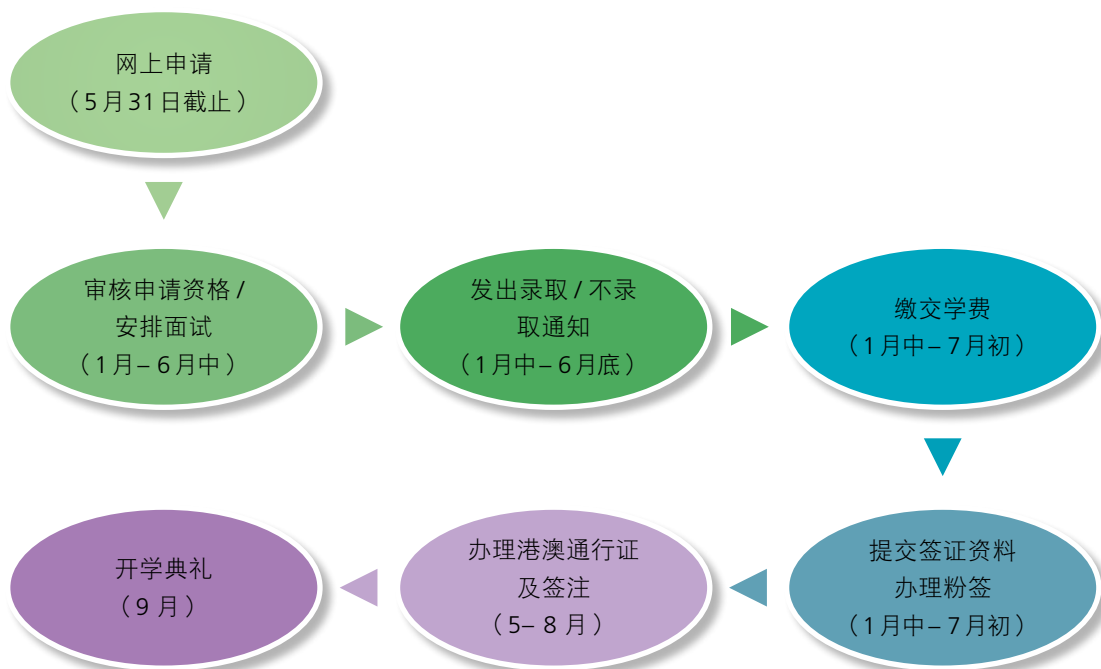 网上申请
（5月31日截止）
审核申请资格 /
安排面试
（1月– 6月中）
发出录取 / 不录
取通知
（1月中– 6月底）
缴交学费
（1月中– 7月初）
提交签证资料
办理粉签
（1月中– 7月初）
办理港澳通行证
及签注
（5– 8 月）
开学典礼
（9 月）